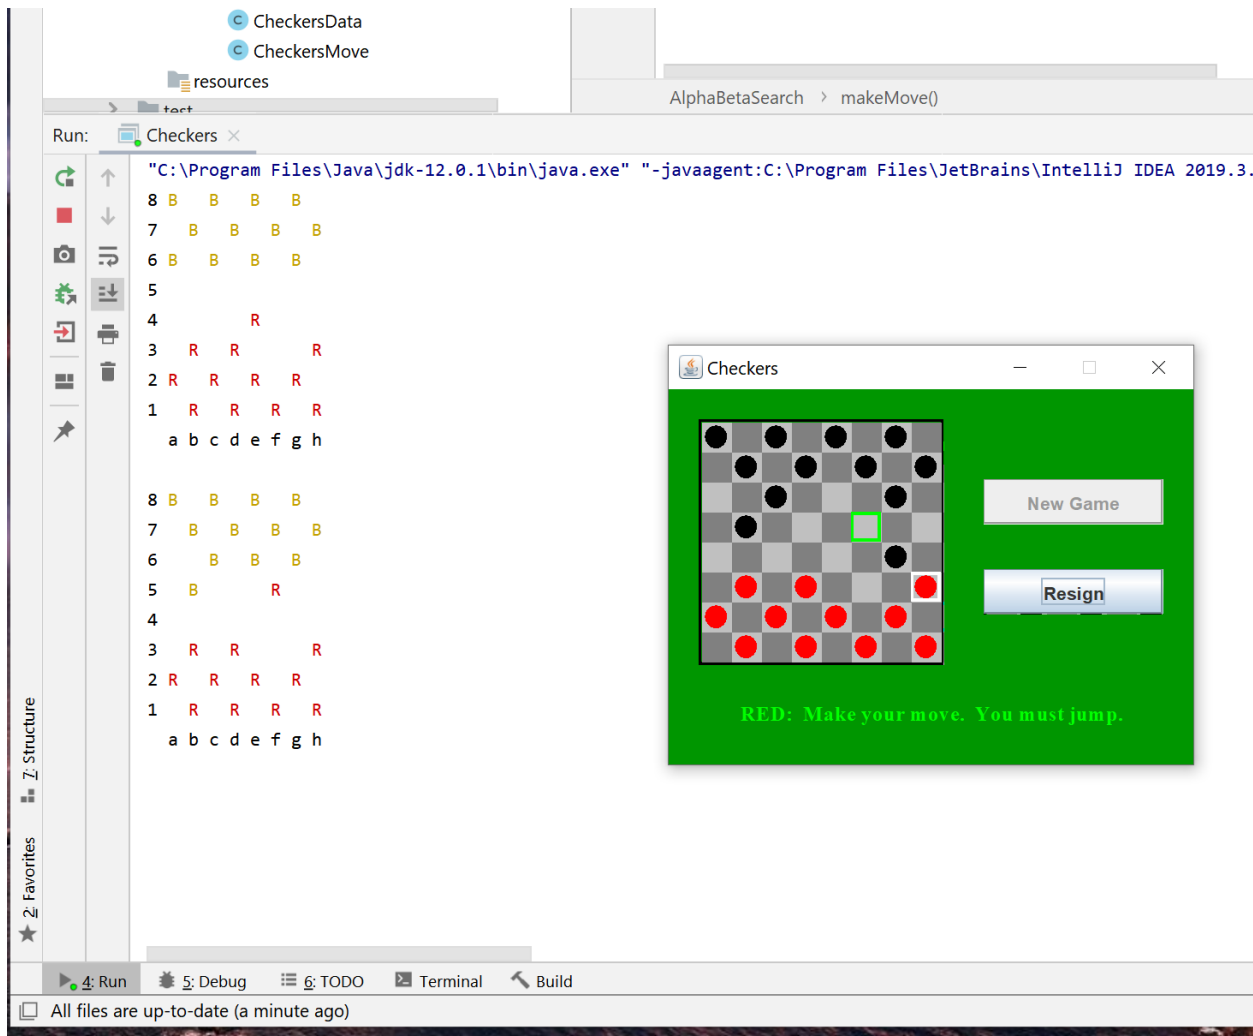 CheckersData
CheckersMove
resources
test
AlphaBetaSearch > makeMove()
Run: Checkers ×
"C:\Program Files\Java\jdk-12.0.1\bin\java.exe" "-javaagent:C:\Program Files\JetBrains\IntelliJ IDEA 2019.3.
8 B   B   B   B
7   B   B   B   B
6 B   B   B   B
5
4         R
3   R   R       R
2 R   R   R   R
1   R   R   R   R
  a b c d e f g h
8 B   B   B   B
7   B   B   B   B
6     B   B   B
5   B       R
4
3   R   R       R
2 R   R   R   R
1   R   R   R   R
  a b c d e f g h
Checkers
New Game
Resign
RED: Make your move. You must jump.
7: Structure
2: Favorites
4: Run 5: Debug 6: TODO Terminal Build
All files are up-to-date (a minute ago)